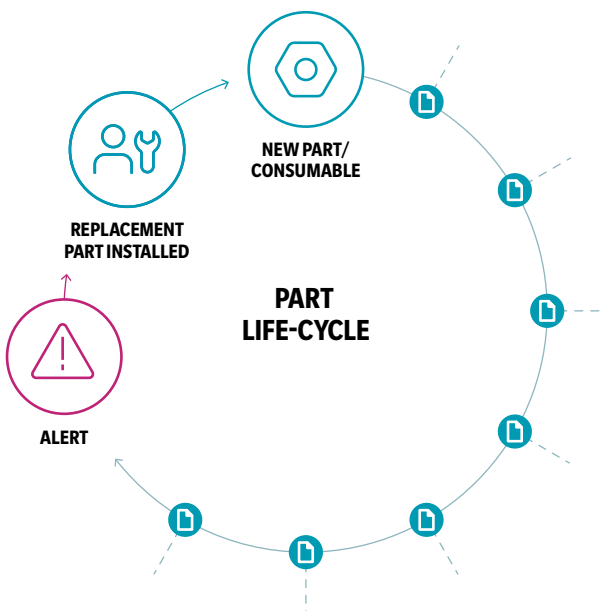 NEW PART/
CONSUMABLE
REPLACEMENT
PART INSTALLED
PART
LIFE-CYCLE
ALERT